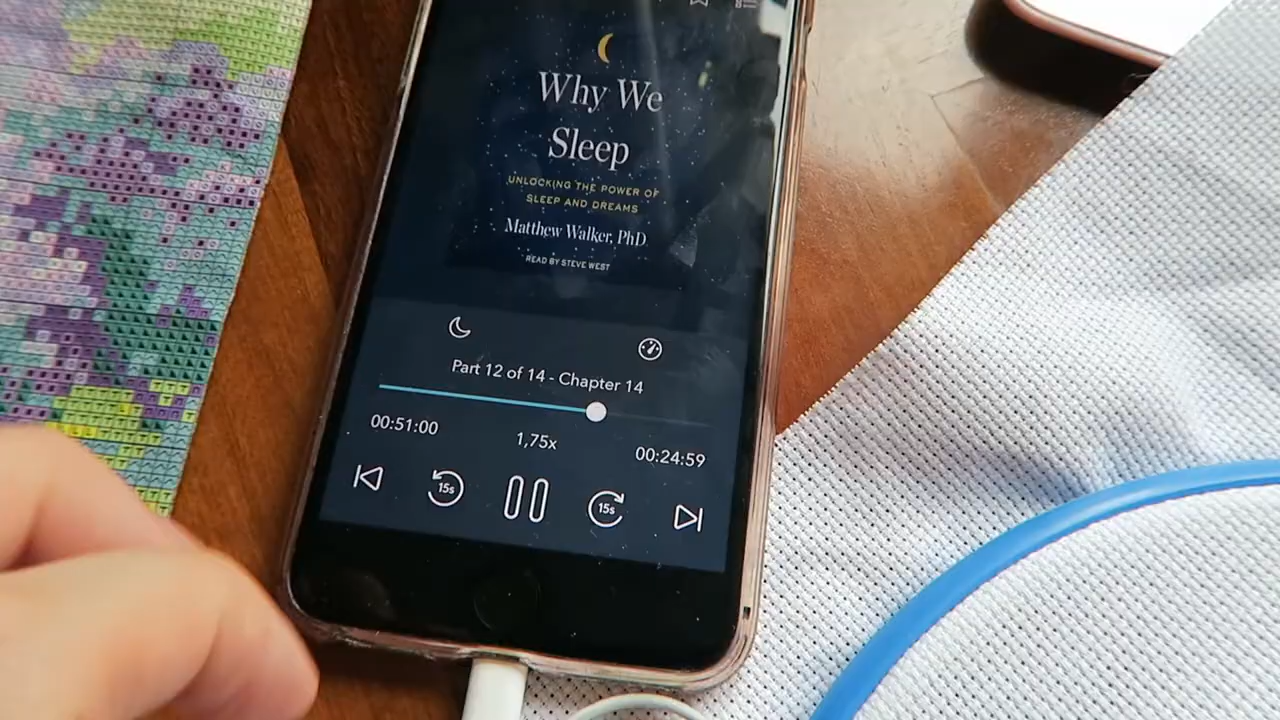 Why We
Sleep
UNLOCKING THE POWER OF
SLEEP AND DREAMS
Matthew Walker, PhD
READ BY STEVE WEST
Part 12 of 14 - Chapter 14
00:51:00
1,75x
00:24:59
15s
15s